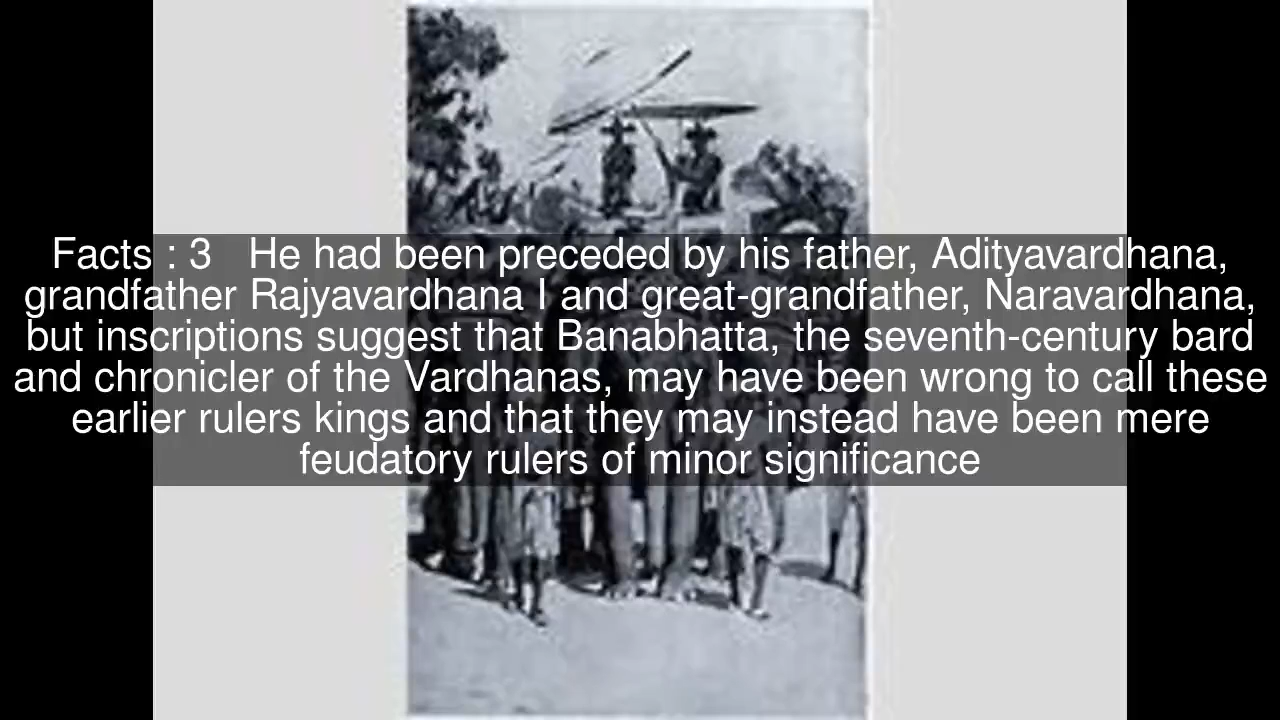 Facts : 3   He had been preceded by his father, Adityavardhana,
grandfather Rajyavardhana I and great-grandfather, Naravardhana,
but inscriptions suggest that Banabhatta, the seventh-century bard
and chronicler of the Vardhanas, may have been wrong to call these
earlier rulers kings and that they may instead have been mere
feudatory rulers of minor significance